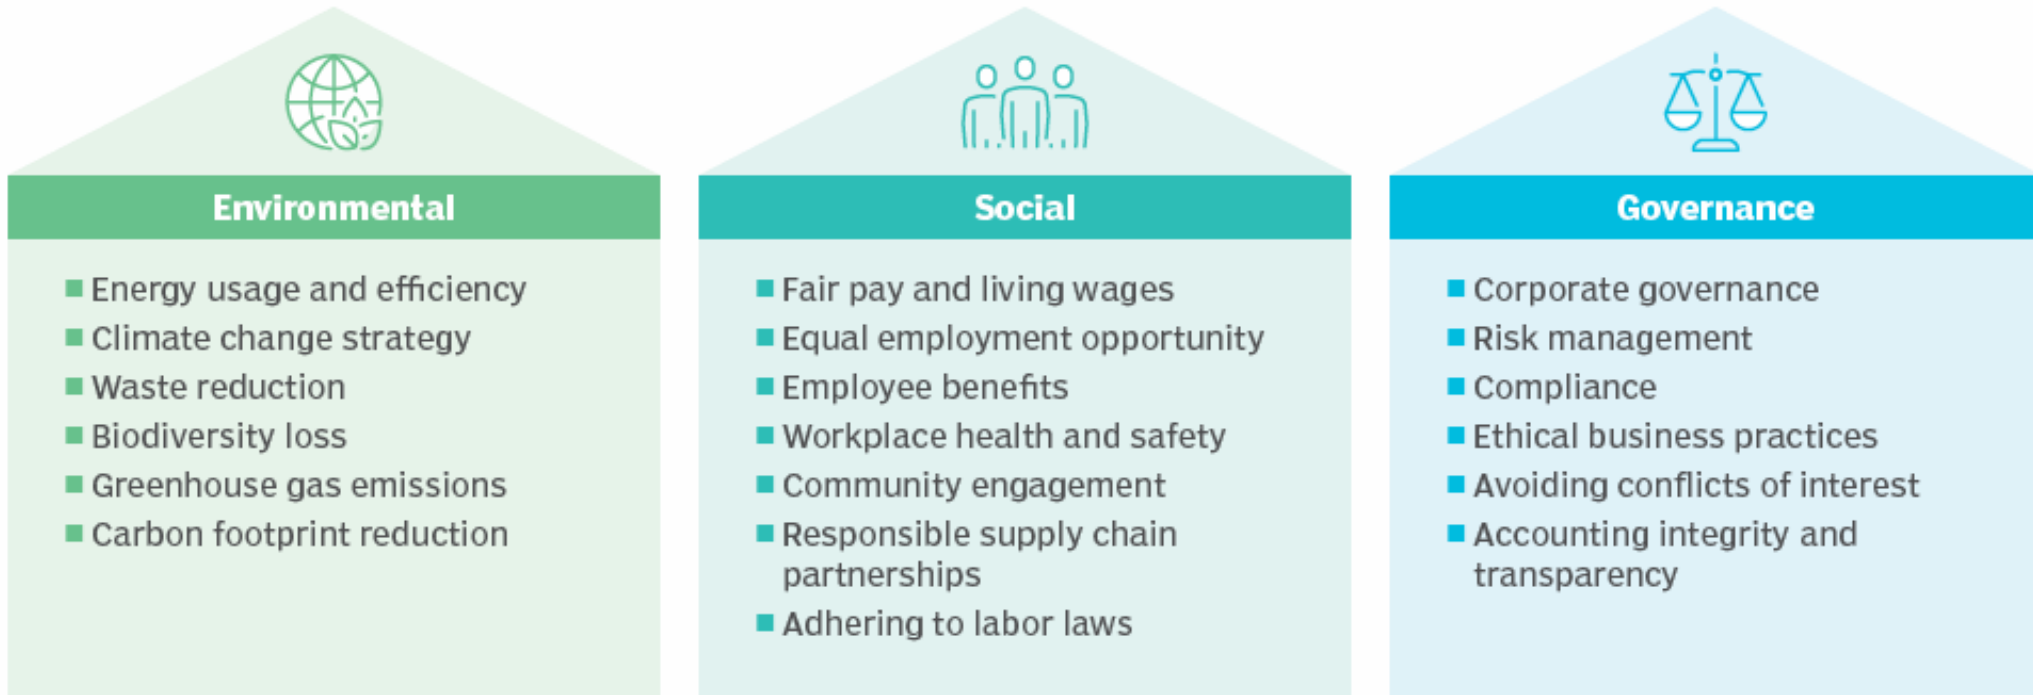 Environmental
Energy usage and efficiency
Climate change strategy
Waste reduction
Biodiversity loss
Greenhouse gas emissions
Carbon footprint reduction
Social
Fair pay and living wages
Equal employment opportunity
Employee benefits
Workplace health and safety
Community engagement
Responsible supply chain
partnerships
Adhering to labor laws
Governance
Corporate governance
Risk management
Compliance
Ethical business practices
Avoiding conflicts of interest
Accounting integrity and
transparency